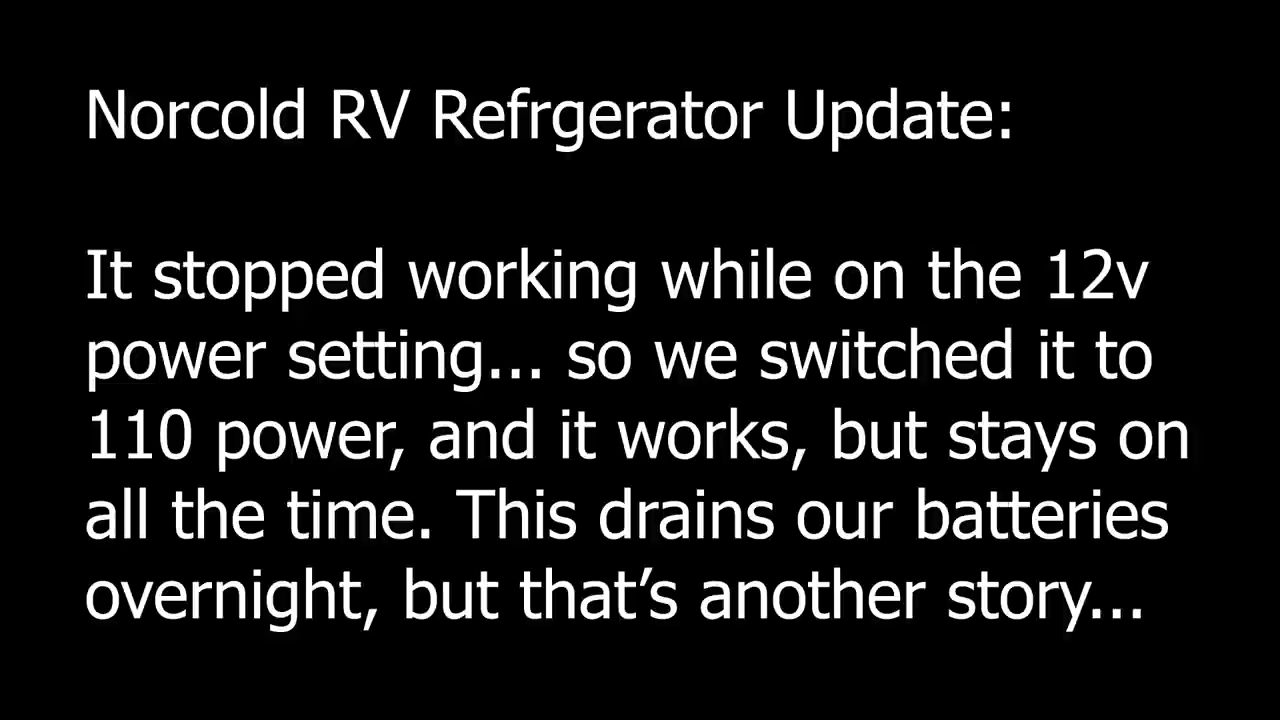 Norcold RV Refrgerator Update:
It stopped working while on the 12v
power setting... so we switched it to
110 power, and it works, but stays on
all the time. This drains our batteries
overnight, but that’s another story...